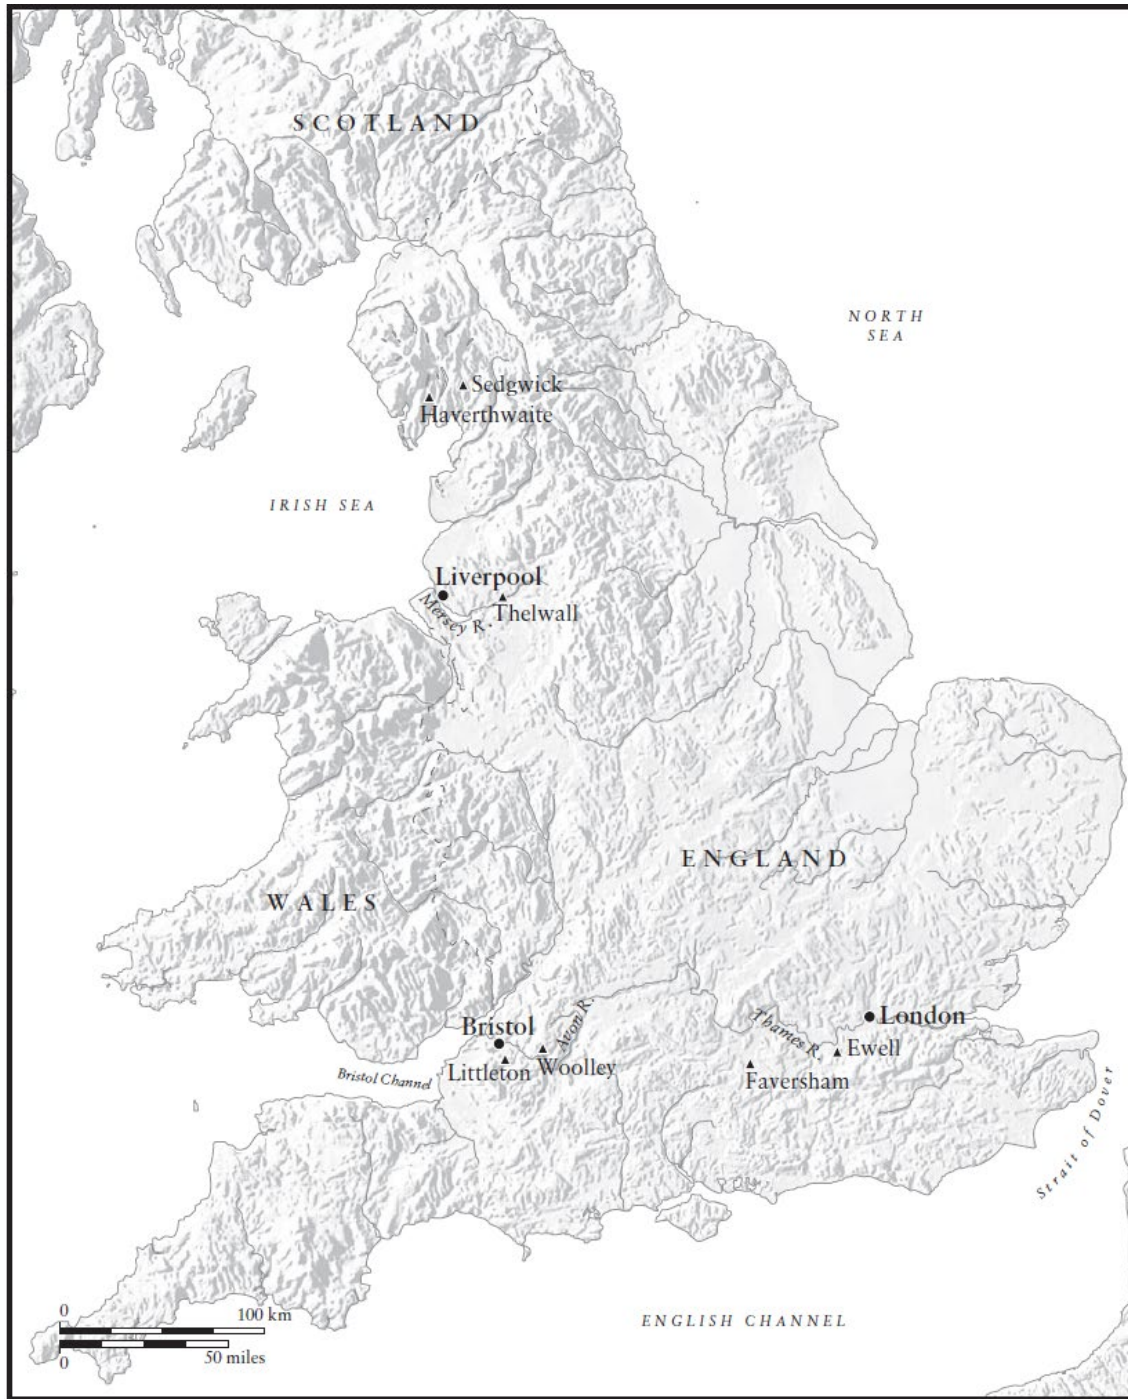 SCOTLAND
NORTH
SEA
Sedgwick
Haverthwaite
IRISH SEA
Liverpool
Mersey R.
Thelwall
ENGLAND
WALES
Bristol
Avon R.
Thames R.
London
Ewell
Littleton
Woolley
Faversham
Bristol Channel
Strait of Dover
0
100 km
0
50 miles
ENGLISH CHANNEL